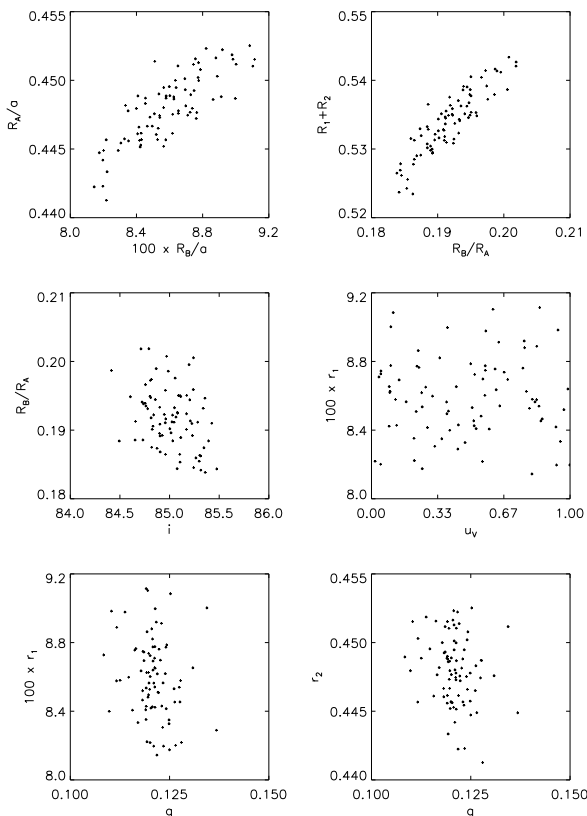 0.455
0.450
0.445
0.440
R_A/a
8.0 8.4 8.8 9.2
100 x R_B/a
0.55
0.54
0.53
0.52
R_1+R_2
0.18 0.19 0.20 0.21
R_B/R_A
0.21
0.20
0.19
0.18
R_B/R_A
84.0 84.5 85.0 85.5 86.0
i
9.2
8.8
8.4
8.0
100 x r_1
0.00 0.33 0.67 1.00
u_v
9.2
8.8
8.4
8.0
100 x r_1
0.100 0.125 0.150
q
0.455
0.450
0.445
0.440
r_2
0.100 0.125 0.150
q